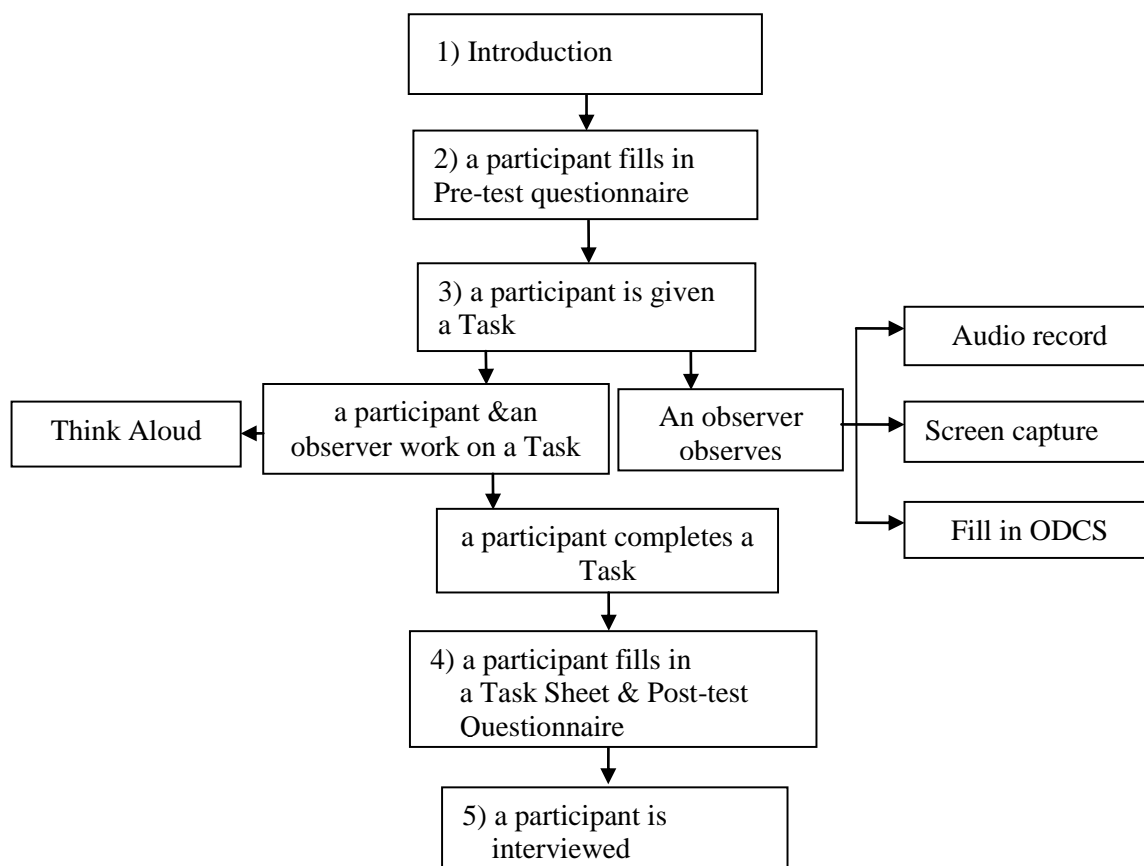 1) Introduction
2) a participant fills in
Pre-test questionnaire
3) a participant is given
a Task
Audio record
Think Aloud
a participant &an
observer work on a Task
An observer
observes
Screen capture
Fill in ODCS
a participant completes a
Task
4) a participant fills in
a Task Sheet & Post-test
Questionnaire
5) a participant is
interviewed